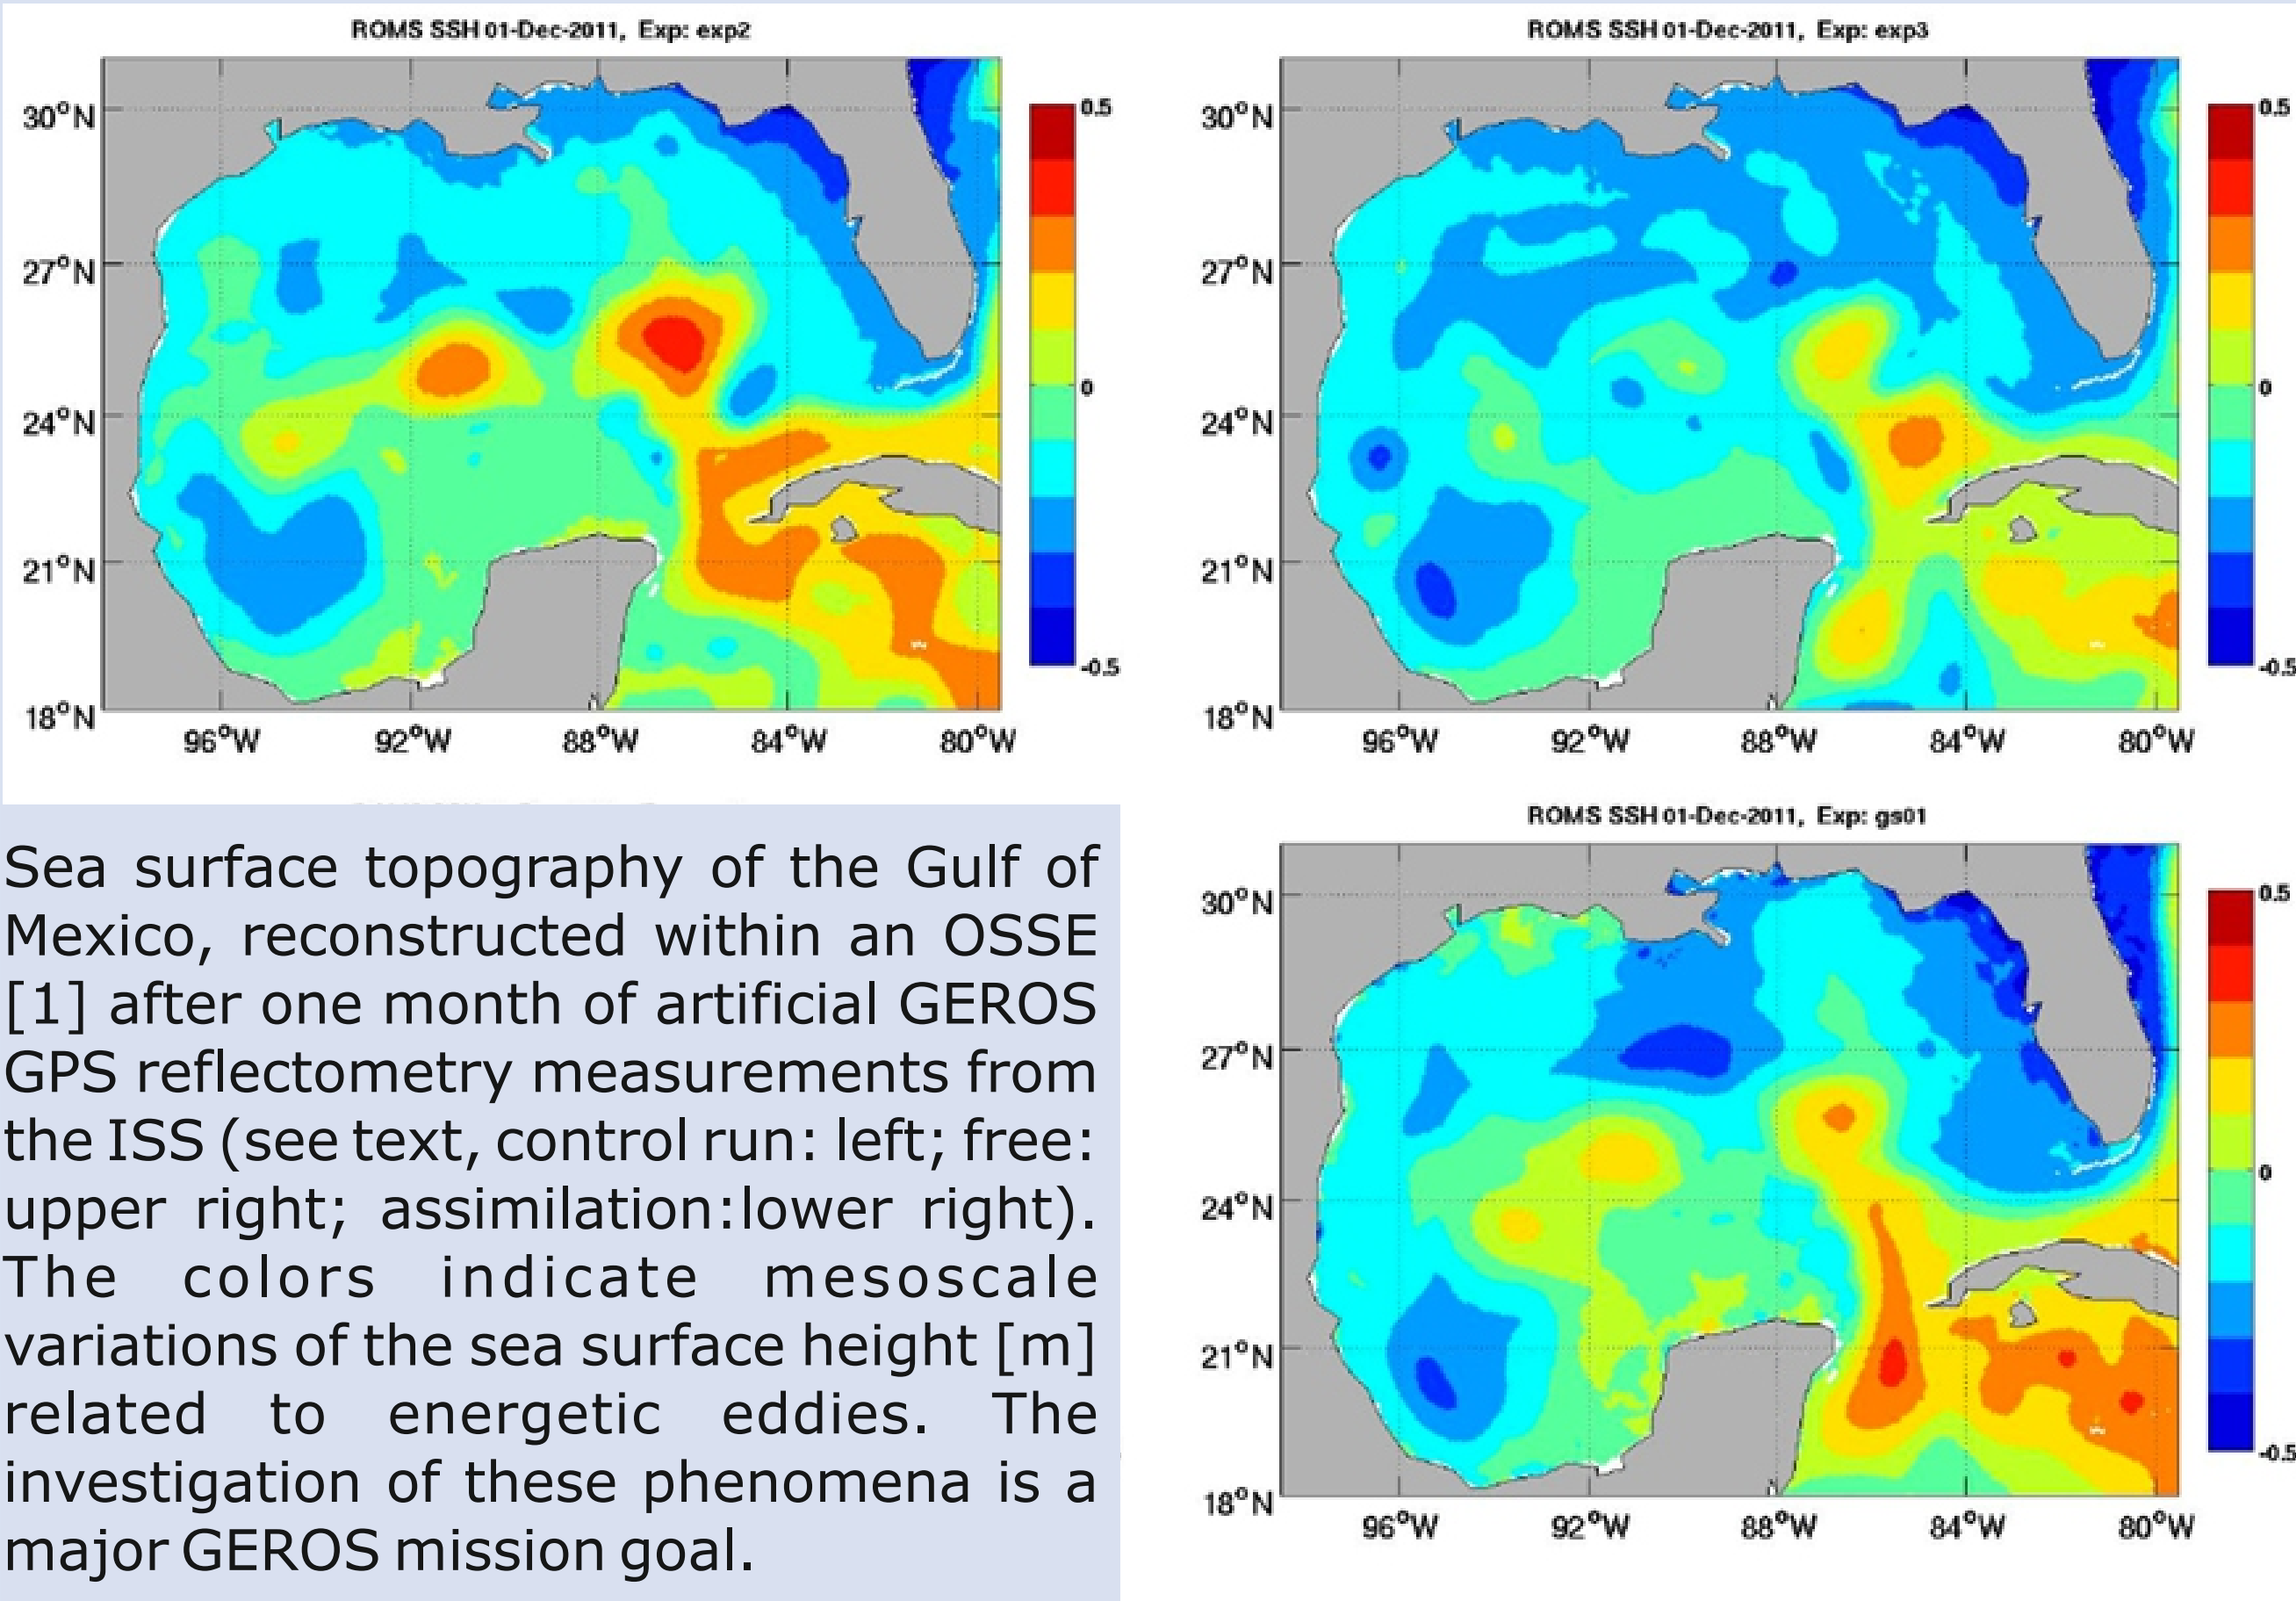 ROMS SSH 01-Dec-2011, Exp: exp2
30°N
27°N
24°N
21°N
18°N
96°W 92°W 88°W 84°W 80°W
0.5
0
-0.5
ROMS SSH 01-Dec-2011, Exp: exp3
30°N
27°N
24°N
21°N
18°N
96°W 92°W 88°W 84°W 80°W
0.5
0
-0.5
Sea surface topography of the Gulf of
Mexico, reconstructed within an OSSE
[1] after one month of artificial GEROS
GPS reflectometry measurements from
the ISS (see text, control run: left; free:
upper right; assimilation:lower right).
The colors indicate mesoscale
variations of the sea surface height [m]
related to energetic eddies. The
investigation of these phenomena is a
major GEROS mission goal.
ROMS SSH 01-Dec-2011, Exp: gs01
30°N
27°N
24°N
21°N
18°N
96°W 92°W 88°W 84°W 80°W
0.5
0
-0.5